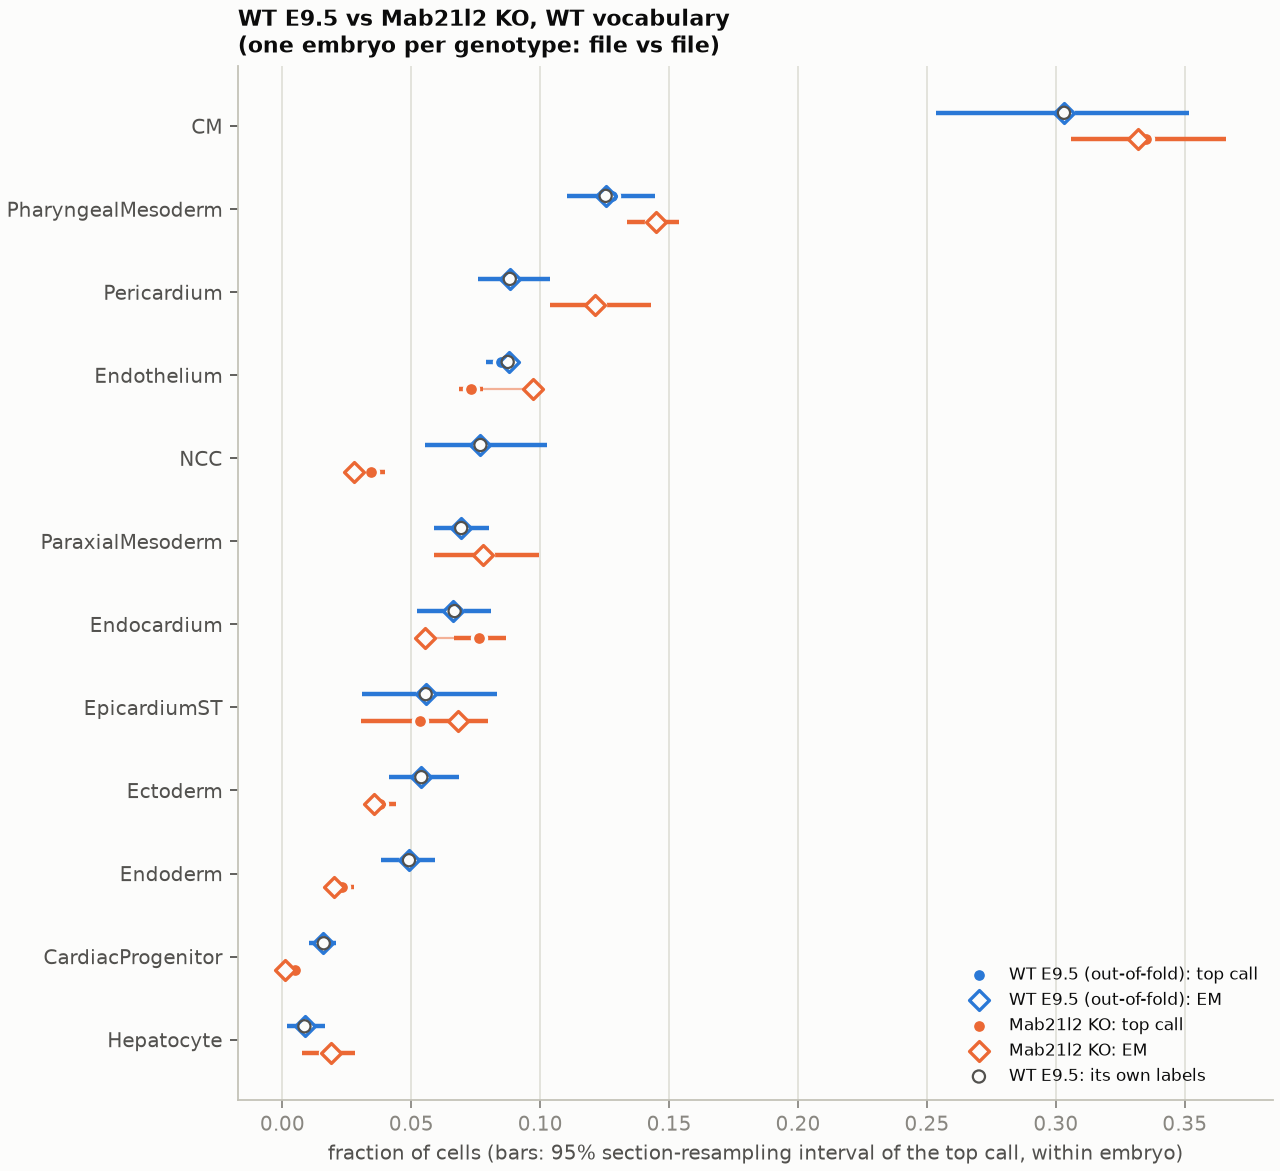 WT E9.5 vs Mab21l2 KO, WT vocabulary
(one embryo per genotype: file vs file)
CM
PharyngealMesoderm
Pericardium
Endothelium
NCC
ParaxialMesoderm
Endocardium
EpicardiumST
Ectoderm
Endoderm
CardiacProgenitor
Hepatocyte
WT E9.5 (out-of-fold): top call
WT E9.5 (out-of-fold): EM
Mab21l2 KO: top call
Mab21l2 KO: EM
WT E9.5: its own labels
0.00 0.05 0.10 0.15 0.20 0.25 0.30 0.35
fraction of cells (bars: 95% section-resampling interval of the top call, within embryo)